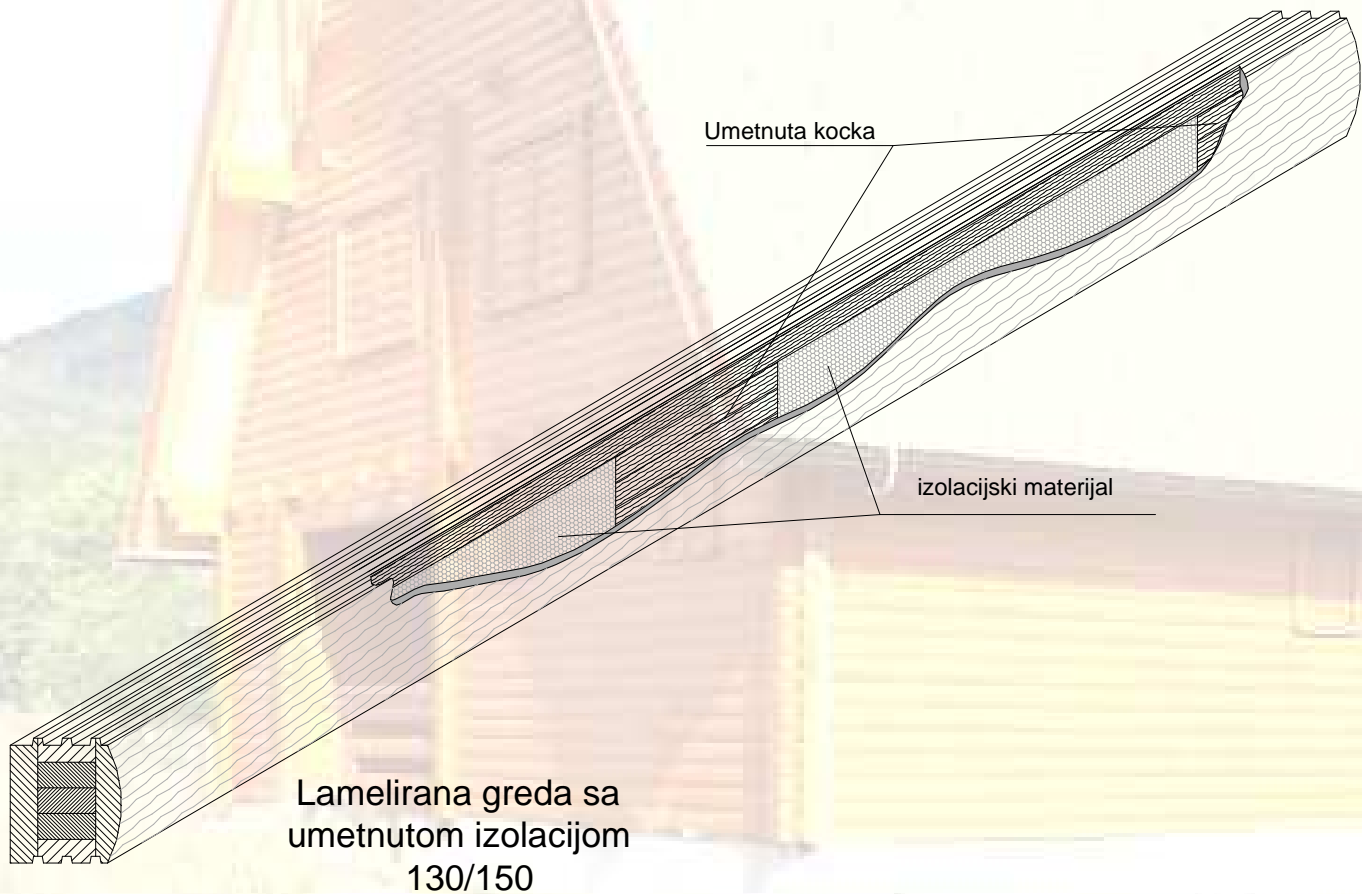 Umetnuta kocka
izolacijski materijal
Lamelirana greda sa
umetnutom izolacijom
130/150